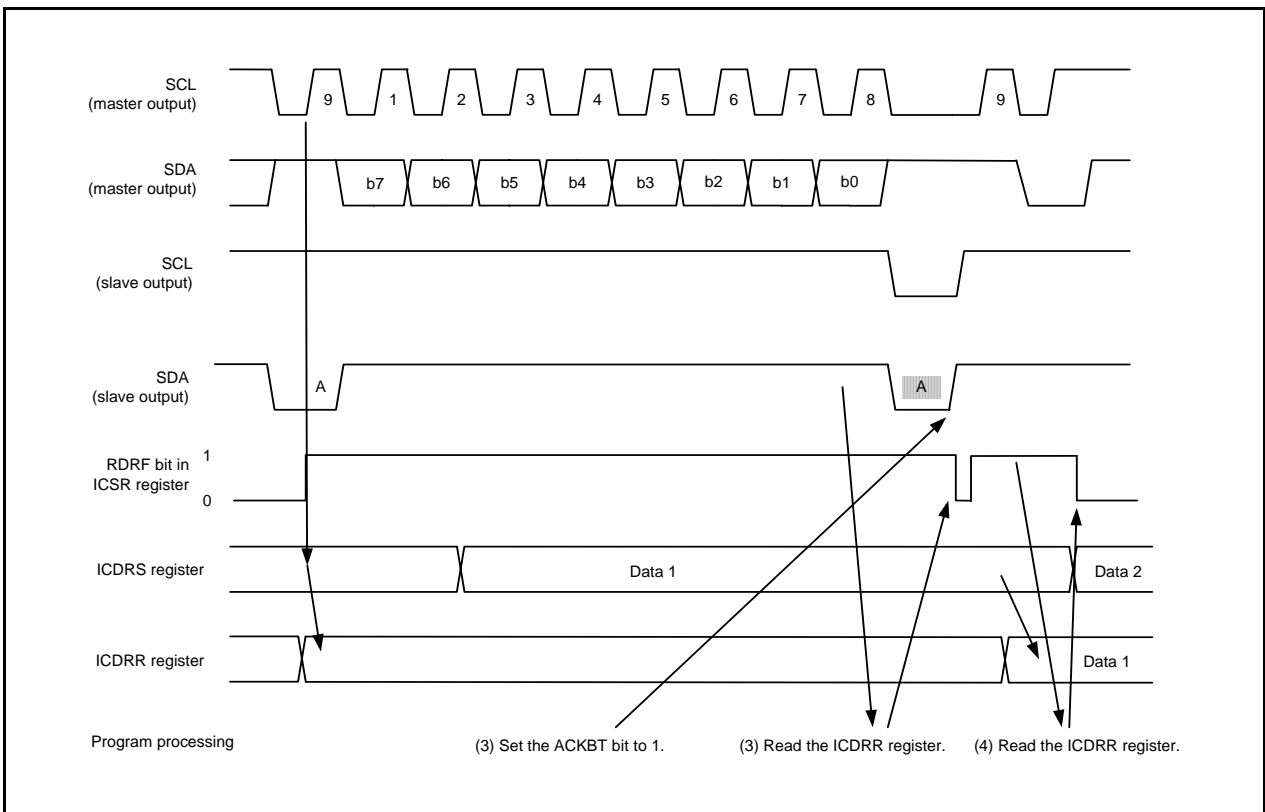 SCL
(master output)
9 1 2 3 4 5 6 7 8 9
SDA
(master output)
b7 b6 b5 b4 b3 b2 b1 b0
SCL
(slave output)
SDA
(slave output)
A A
RDRF bit in
ICSR register
1
0
ICDRS register
Data 1 Data 2
ICDRR register
Data 1
Program processing
(3) Set the ACKBT bit to 1. (3) Read the ICDRR register. (4) Read the ICDRR register.